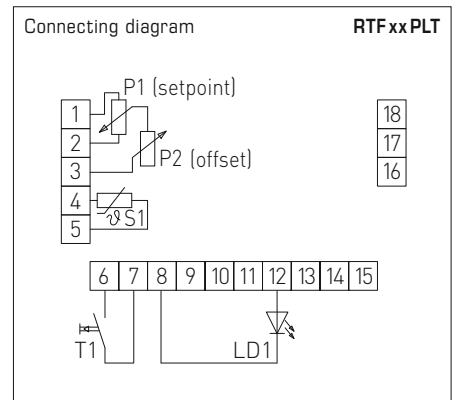 Connecting diagram RTF xx PLT
P1 (setpoint)
1
2
3
4
5
P2 (offset)
ϑ S1
18
17
16
6 7 8 9 10 11 12 13 14 15
T1
LD1